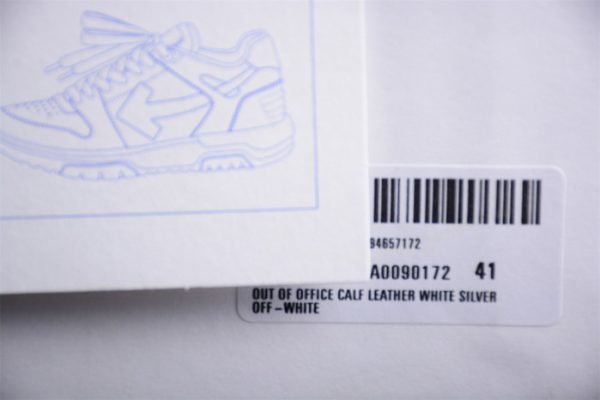 94657172
A0090172 41
OUT OF OFFICE CALF LEATHER WHITE SILVER
OFF-WHITE